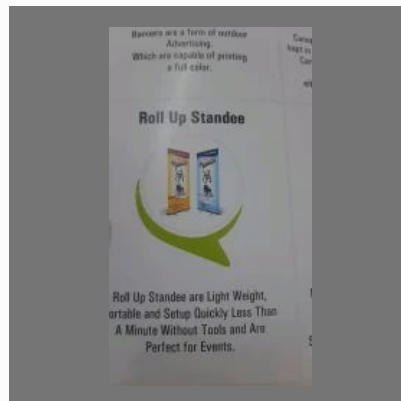 Banners are a form of outdoor
Advertising.
Which are capable of printing
a full color.
Roll Up Standee
Roll Up Standee are Light Weight,
ortable and Setup Quickly Less Than
A Minute Without Tools and Are
Perfect for Events.